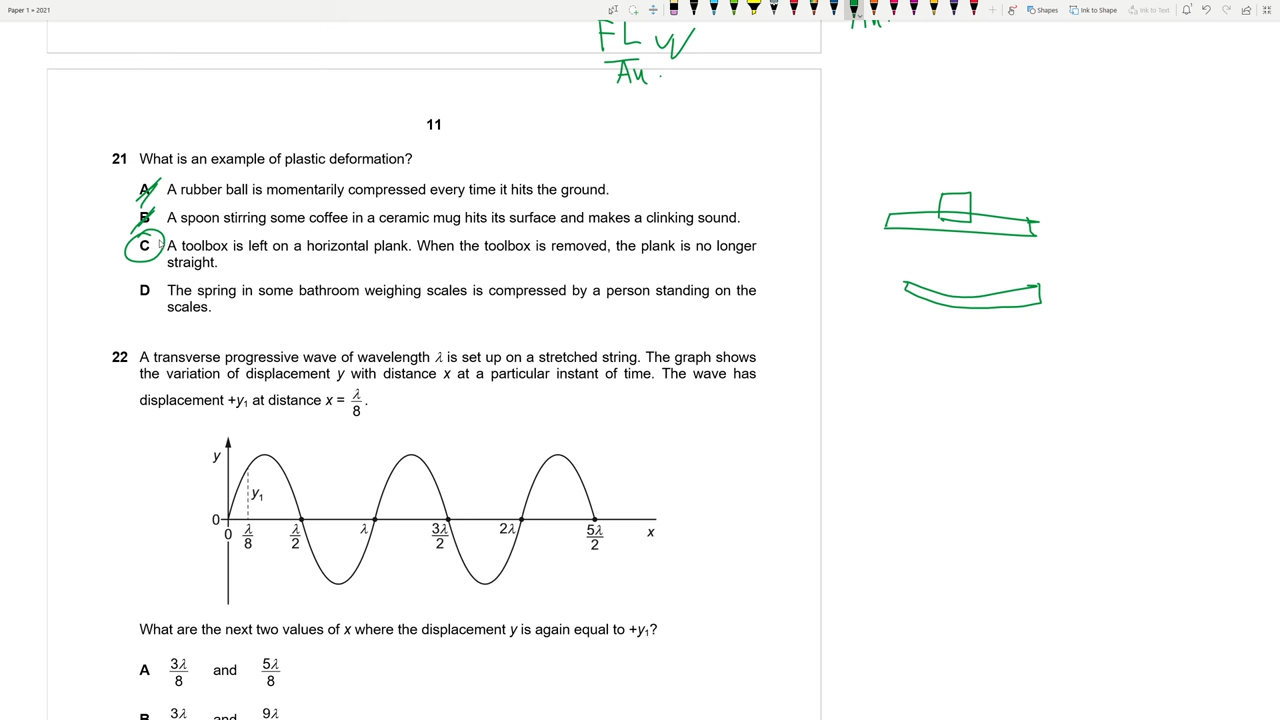 Paper 1 • 2021
Shapes
Ink to Shape
Ink to Text
FL
Au
11
21 What is an example of plastic deformation?
A A rubber ball is momentarily compressed every time it hits the ground.
B A spoon stirring some coffee in a ceramic mug hits its surface and makes a clinking sound.
C A toolbox is left on a horizontal plank. When the toolbox is removed, the plank is no longer
straight.
D The spring in some bathroom weighing scales is compressed by a person standing on the
scales.
22 A transverse progressive wave of wavelength λ is set up on a stretched string. The graph shows
the variation of displacement y with distance x at a particular instant of time. The wave has
displacement +y₁ at distance x = λ/8.
y
y₁
0
0 λ/8 λ/2 λ 3λ/2 2λ 5λ/2 x
What are the next two values of x where the displacement y is again equal to +y₁?
A 3λ/8 and 5λ/8
B 3λ and 9λ